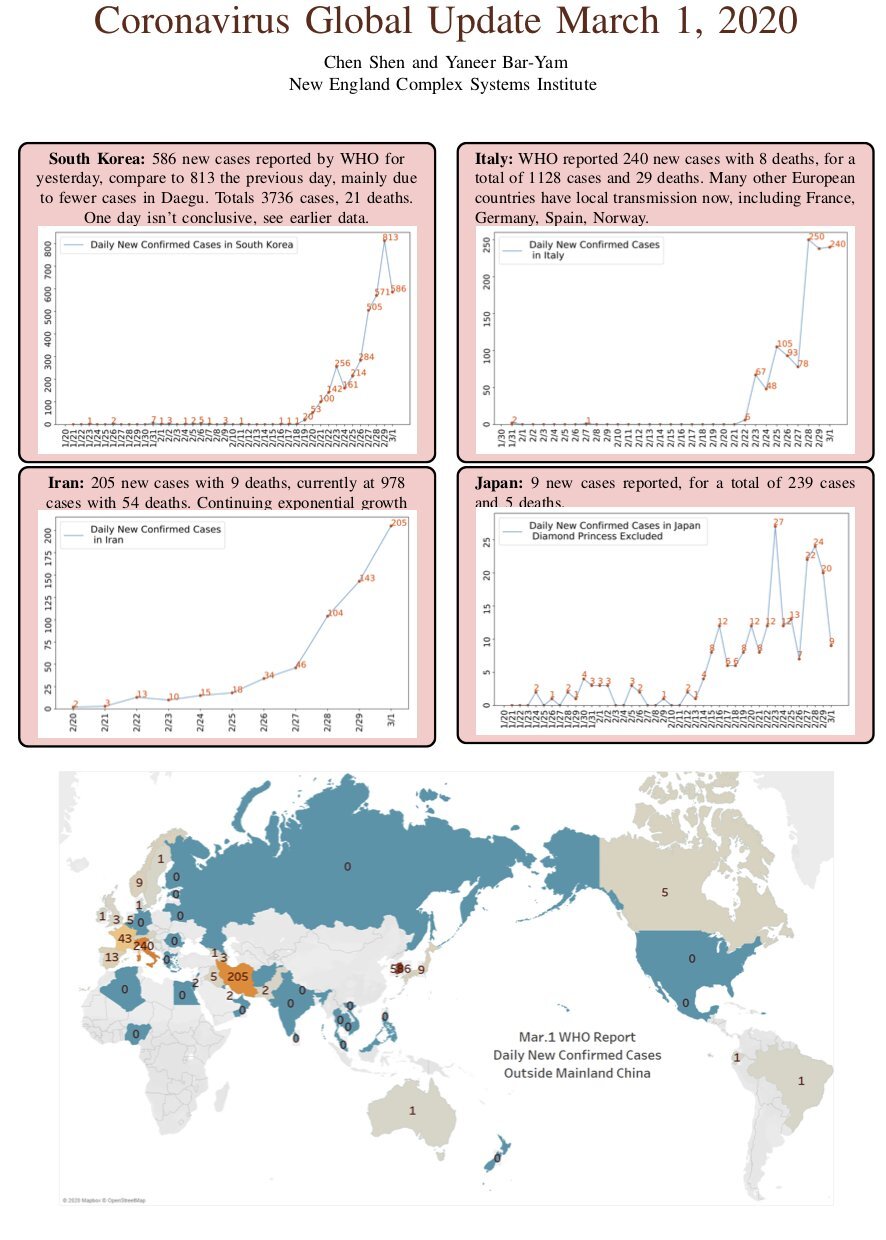 Coronavirus Global Update March 1, 2020
Chen Shen and Yaneer Bar-Yam
New England Complex Systems Institute
South Korea: 586 new cases reported by WHO for
yesterday, compare to 813 the previous day, mainly due
to fewer cases in Daegu. Totals 3736 cases, 21 deaths.
One day isn't conclusive, see earlier data.
Daily New Confirmed Cases in South Korea
800
700
600
500
400
300
200
100
0
1 2 7 1 3 1 2 5 1 3 1 1 1 1 20 53 100 142 256 161 214 284 505 571 813 586
1/20 1/21 1/22 1/23 1/24 1/25 1/26 1/27 1/28 1/29 1/30 1/31 2/1 2/2 2/3 2/4 2/5 2/6 2/7 2/8 2/9 2/10 2/11 2/12 2/13 2/14 2/15 2/16 2/17 2/18 2/19 2/20 2/21 2/22 2/23 2/24 2/25 2/26 2/27 2/28 2/29 3/1
Italy: WHO reported 240 new cases with 8 deaths, for a
total of 1128 cases and 29 deaths. Many other European
countries have local transmission now, including France,
Germany, Spain, Norway.
Daily New Confirmed Cases
in Italy
250
200
150
100
50
0
2 1 6 67 48 105 93 78 250 240
1/30 1/31 2/1 2/2 2/3 2/4 2/5 2/6 2/7 2/8 2/9 2/10 2/11 2/12 2/13 2/14 2/15 2/16 2/17 2/18 2/19 2/20 2/21 2/22 2/23 2/24 2/25 2/26 2/27 2/28 2/29 3/1
Iran: 205 new cases with 9 deaths, currently at 978
cases with 54 deaths. Continuing exponential growth
Daily New Confirmed Cases
in Iran
200
175
150
125
100
75
50
25
0
2 3 13 10 15 18 34 46 104 143 205
2/20 2/21 2/22 2/23 2/24 2/25 2/26 2/27 2/28 2/29 3/1
Japan: 9 new cases reported, for a total of 239 cases
and 5 deaths.
Daily New Confirmed Cases in Japan
Diamond Princess Excluded
25
20
15
10
5
0
2 1 2 1 4 3 3 3 3 2 1 2 1 4 8 12 6 6 8 12 8 12 27 12 13 7 22 24 20 9
1/20 1/21 1/22 1/23 1/24 1/25 1/26 1/27 1/28 1/29 1/30 1/31 2/1 2/2 2/3 2/4 2/5 2/6 2/7 2/8 2/9 2/10 2/11 2/12 2/13 2/14 2/15 2/16 2/17 2/18 2/19 2/20 2/21 2/22 2/23 2/24 2/25 2/26 2/27 2/28 2/29 3/1
1
0
0
9
0
5
1
1 3 5 0 0
43 240 0
13 0
1 3
586 9
5 205 2
0 0 2 2 0 0 0
0
0
0
0
0 0 0 0 0
0 0
Mar.1 WHO Report
Daily New Confirmed Cases
Outside Mainland China
1
1
1
0
© 2020 Mapbox © OpenStreetMap